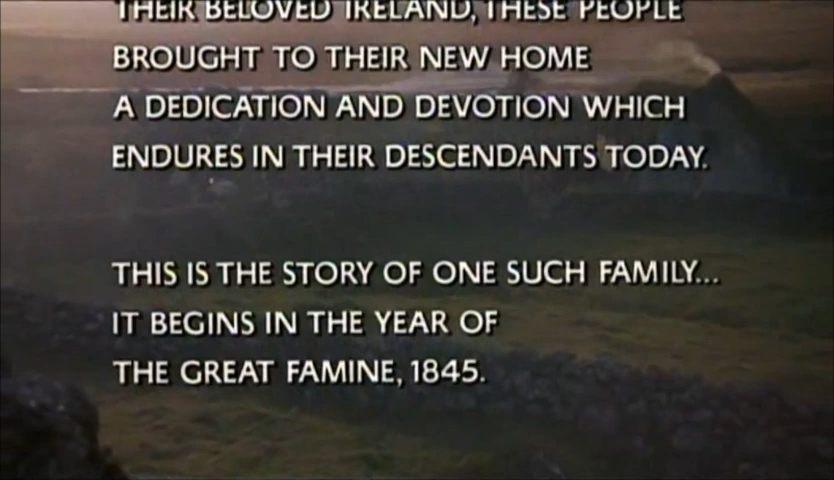 THEIR BELOVED IRELAND, THESE PEOPLE
BROUGHT TO THEIR NEW HOME
A DEDICATION AND DEVOTION WHICH
ENDURES IN THEIR DESCENDANTS TODAY.
THIS IS THE STORY OF ONE SUCH FAMILY...
IT BEGINS IN THE YEAR OF
THE GREAT FAMINE, 1845.